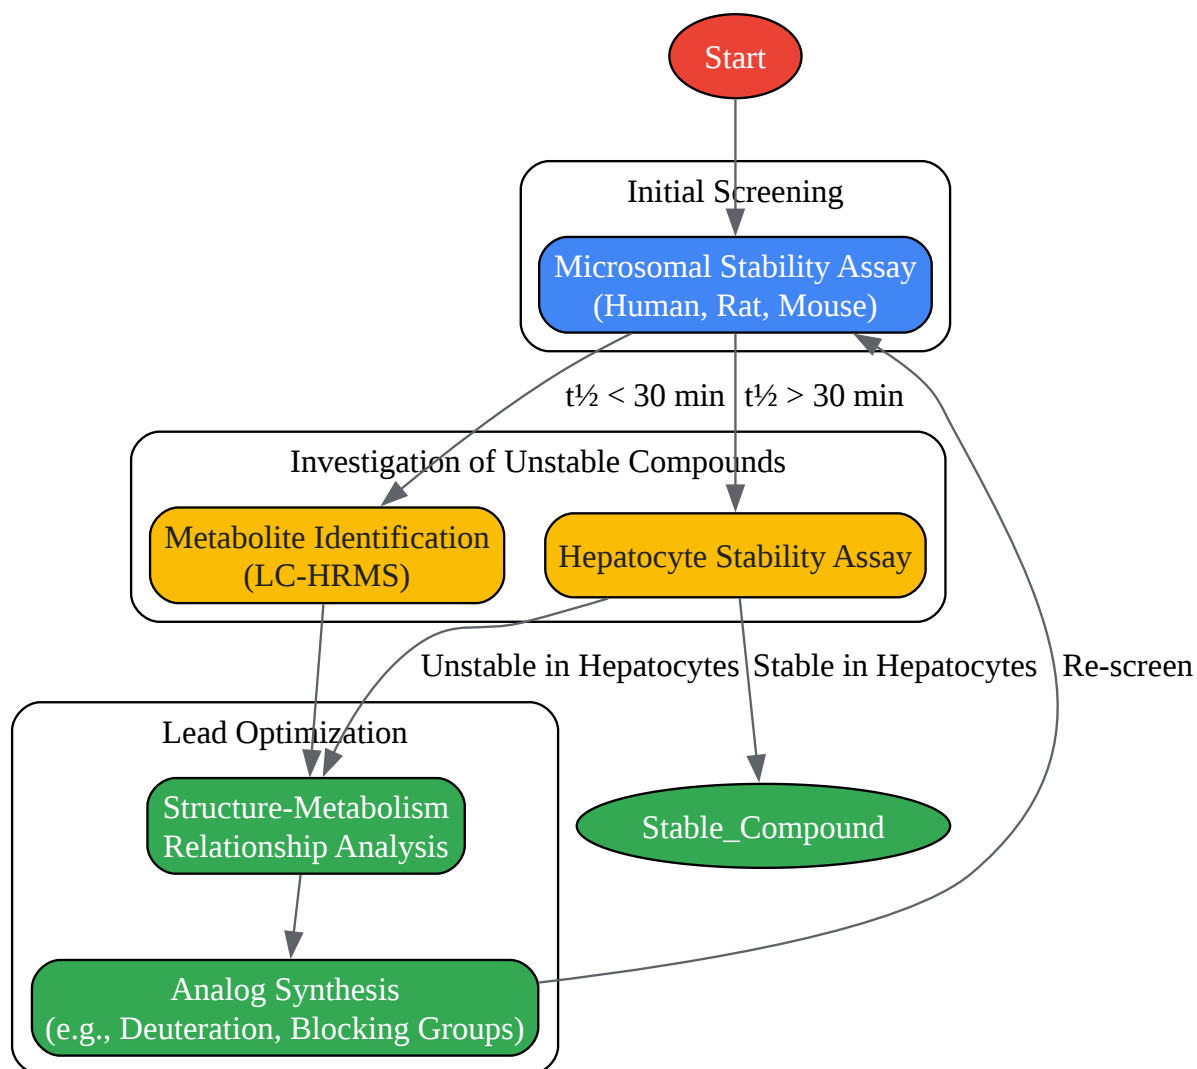 Start
Initial Screening
Microsomal Stability Assay
(Human, Rat, Mouse)
t½ < 30 min
t½ > 30 min
Investigation of Unstable Compounds
Metabolite Identification
(LC-HRMS)
Hepatocyte Stability Assay
Unstable in Hepatocytes
Stable in Hepatocytes
Re-screen
Lead Optimization
Structure-Metabolism
Relationship Analysis
Stable_Compound
Analog Synthesis
(e.g., Deuteration, Blocking Groups)